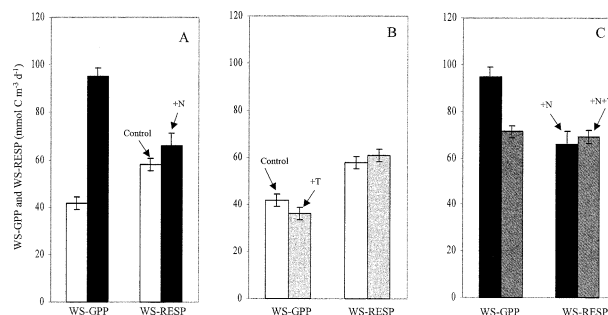 WS-GPP and WS-RESP (mmol C m-3 d-1)
120
100
80
60
40
20
0
A
+N
Control
WS-GPP
WS-RESP
120
100
80
60
40
20
0
B
Control
+T
WS-GPP
WS-RESP
120
100
80
60
40
20
0
C
+N
WS-GPP
WS-RESP